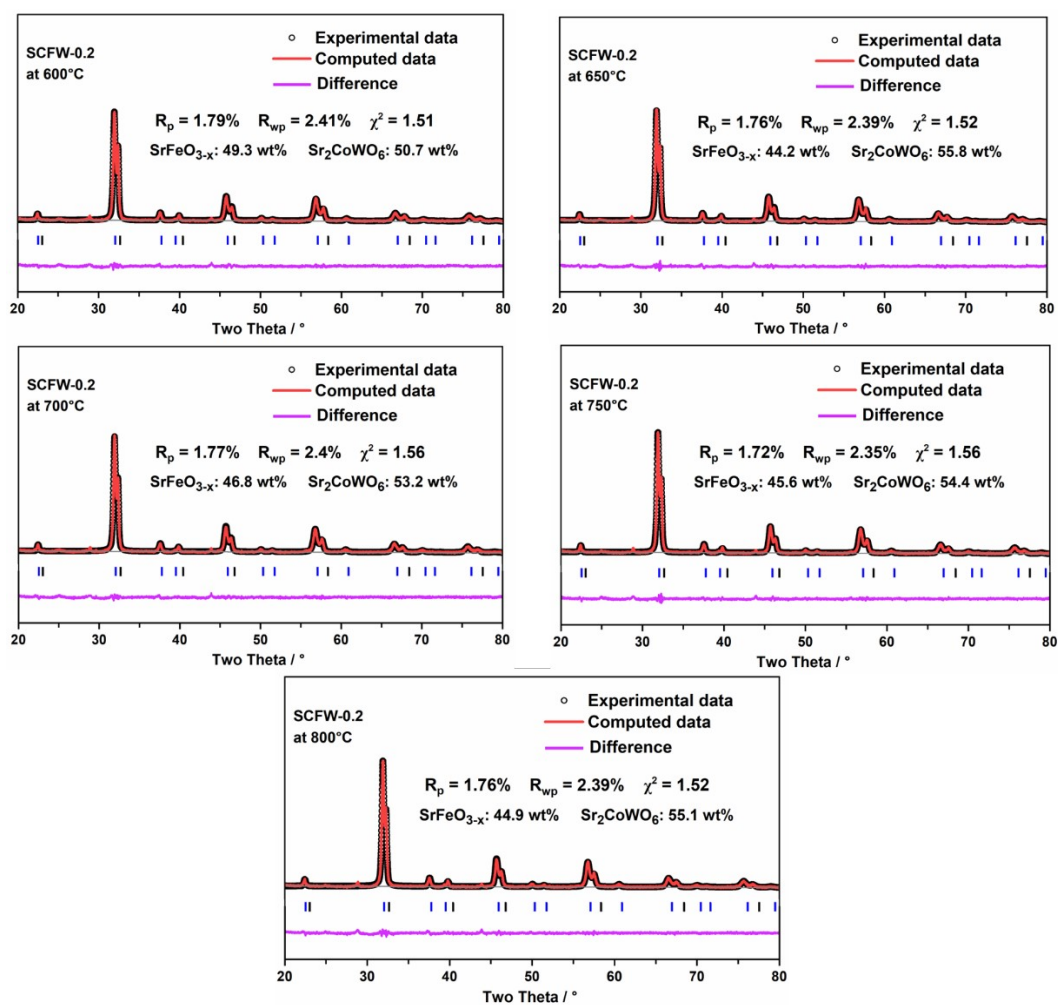 SCFW-0.2
at 600°C
Experimental data
Computed data
Difference
Rp = 1.79% Rwp = 2.41% χ² = 1.51
SrFeO3-x: 49.3 wt% Sr2CoWO6: 50.7 wt%
20 30 40 50 60 70 80
Two Theta / °
SCFW-0.2
at 650°C
Experimental data
Computed data
Difference
Rp = 1.76% Rwp = 2.39% χ² = 1.52
SrFeO3-x: 44.2 wt% Sr2CoWO6: 55.8 wt%
20 30 40 50 60 70 80
Two Theta / °
SCFW-0.2
at 700°C
Experimental data
Computed data
Difference
Rp = 1.77% Rwp = 2.4% χ² = 1.56
SrFeO3-x: 46.8 wt% Sr2CoWO6: 53.2 wt%
20 30 40 50 60 70 80
Two Theta / °
SCFW-0.2
at 750°C
Experimental data
Computed data
Difference
Rp = 1.72% Rwp = 2.35% χ² = 1.56
SrFeO3-x: 45.6 wt% Sr2CoWO6: 54.4 wt%
20 30 40 50 60 70 80
Two Theta / °
SCFW-0.2
at 800°C
Experimental data
Computed data
Difference
Rp = 1.76% Rwp = 2.39% χ² = 1.52
SrFeO3-x: 44.9 wt% Sr2CoWO6: 55.1 wt%
20 30 40 50 60 70 80
Two Theta / °